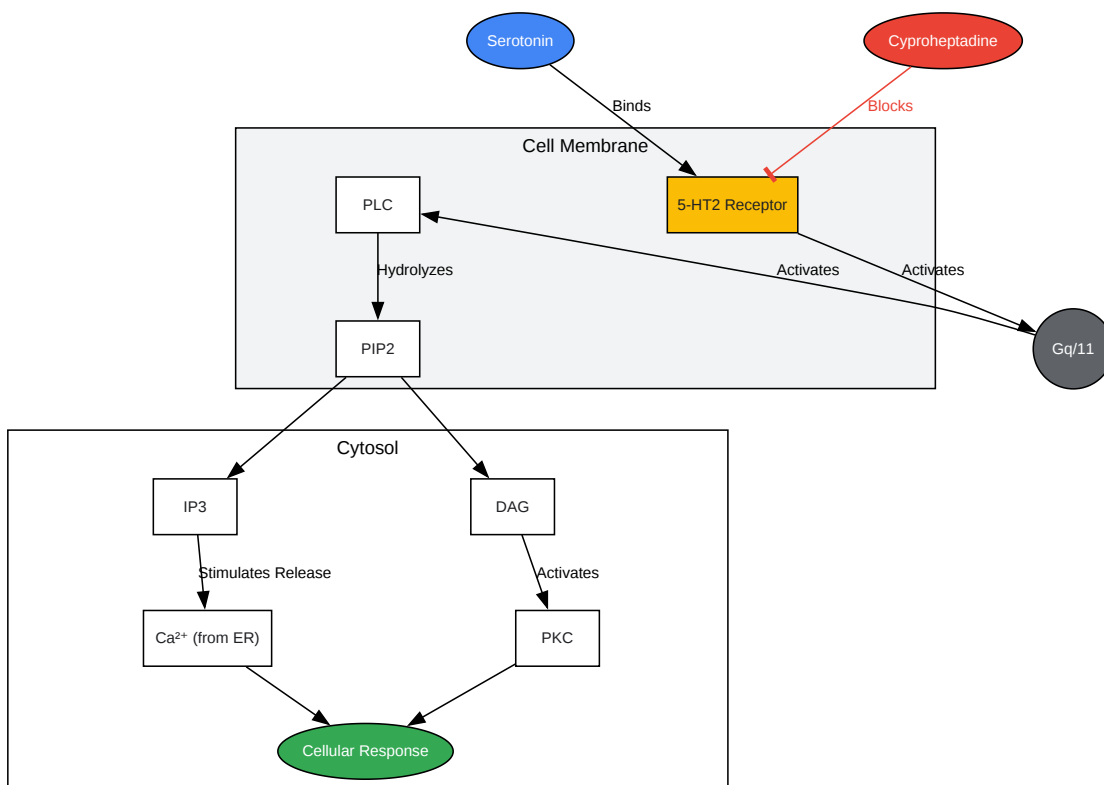 Serotonin
Cyproheptadine
Binds
Blocks
Cell Membrane
PLC
5-HT2 Receptor
Hydrolyzes
Activates
Activates
PIP2
Gq/11
Cytosol
IP3
DAG
Stimulates Release
Activates
Ca²⁺ (from ER)
PKC
Cellular Response